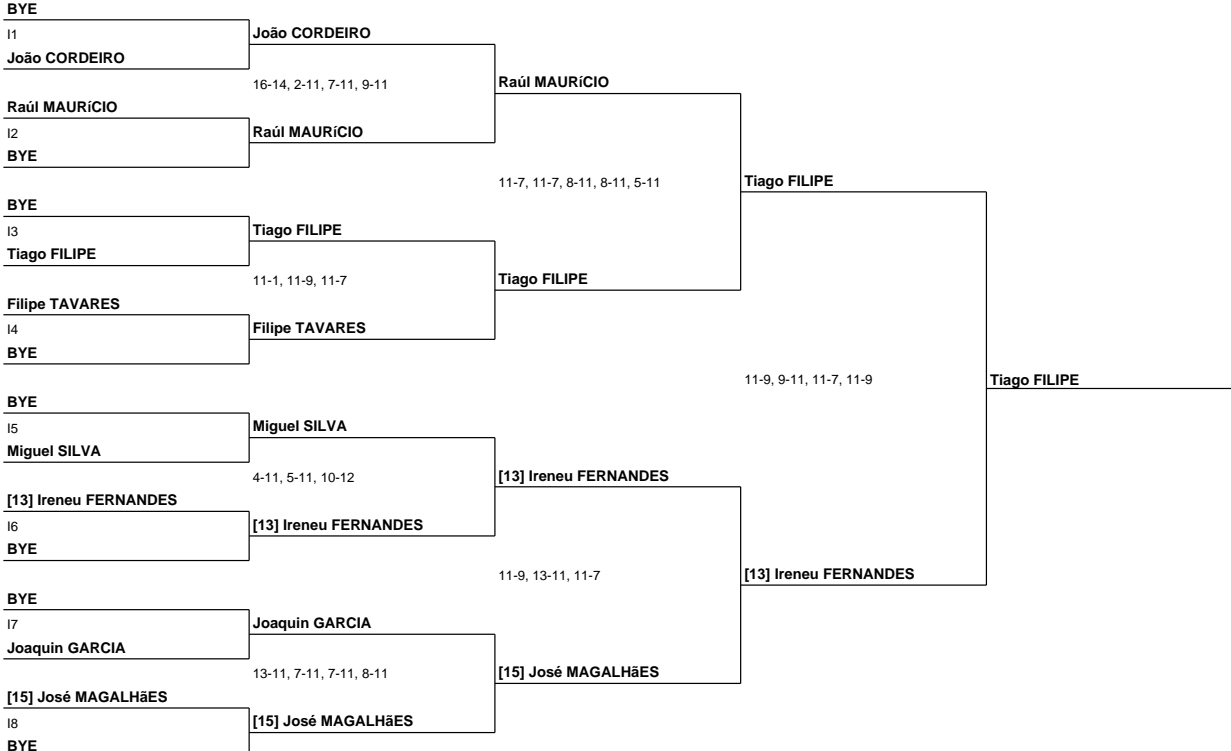 BYE
I1
João CORDEIRO
João CORDEIRO
16-14, 2-11, 7-11, 9-11
Raúl MAURíCIO
Raúl MAURíCIO
I2
Raúl MAURíCIO
BYE
11-7, 11-7, 8-11, 8-11, 5-11
Tiago FILIPE
BYE
I3
Tiago FILIPE
Tiago FILIPE
11-1, 11-9, 11-7
Tiago FILIPE
Filipe TAVARES
I4
Filipe TAVARES
BYE
11-9, 9-11, 11-7, 11-9
Tiago FILIPE
BYE
I5
Miguel SILVA
Miguel SILVA
4-11, 5-11, 10-12
[13] Ireneu FERNANDES
[13] Ireneu FERNANDES
I6
[13] Ireneu FERNANDES
BYE
11-9, 13-11, 11-7
[13] Ireneu FERNANDES
BYE
I7
Joaquin GARCIA
Joaquin GARCIA
13-11, 7-11, 7-11, 8-11
[15] José MAGALHãES
[15] José MAGALHãES
I8
[15] José MAGALHãES
BYE